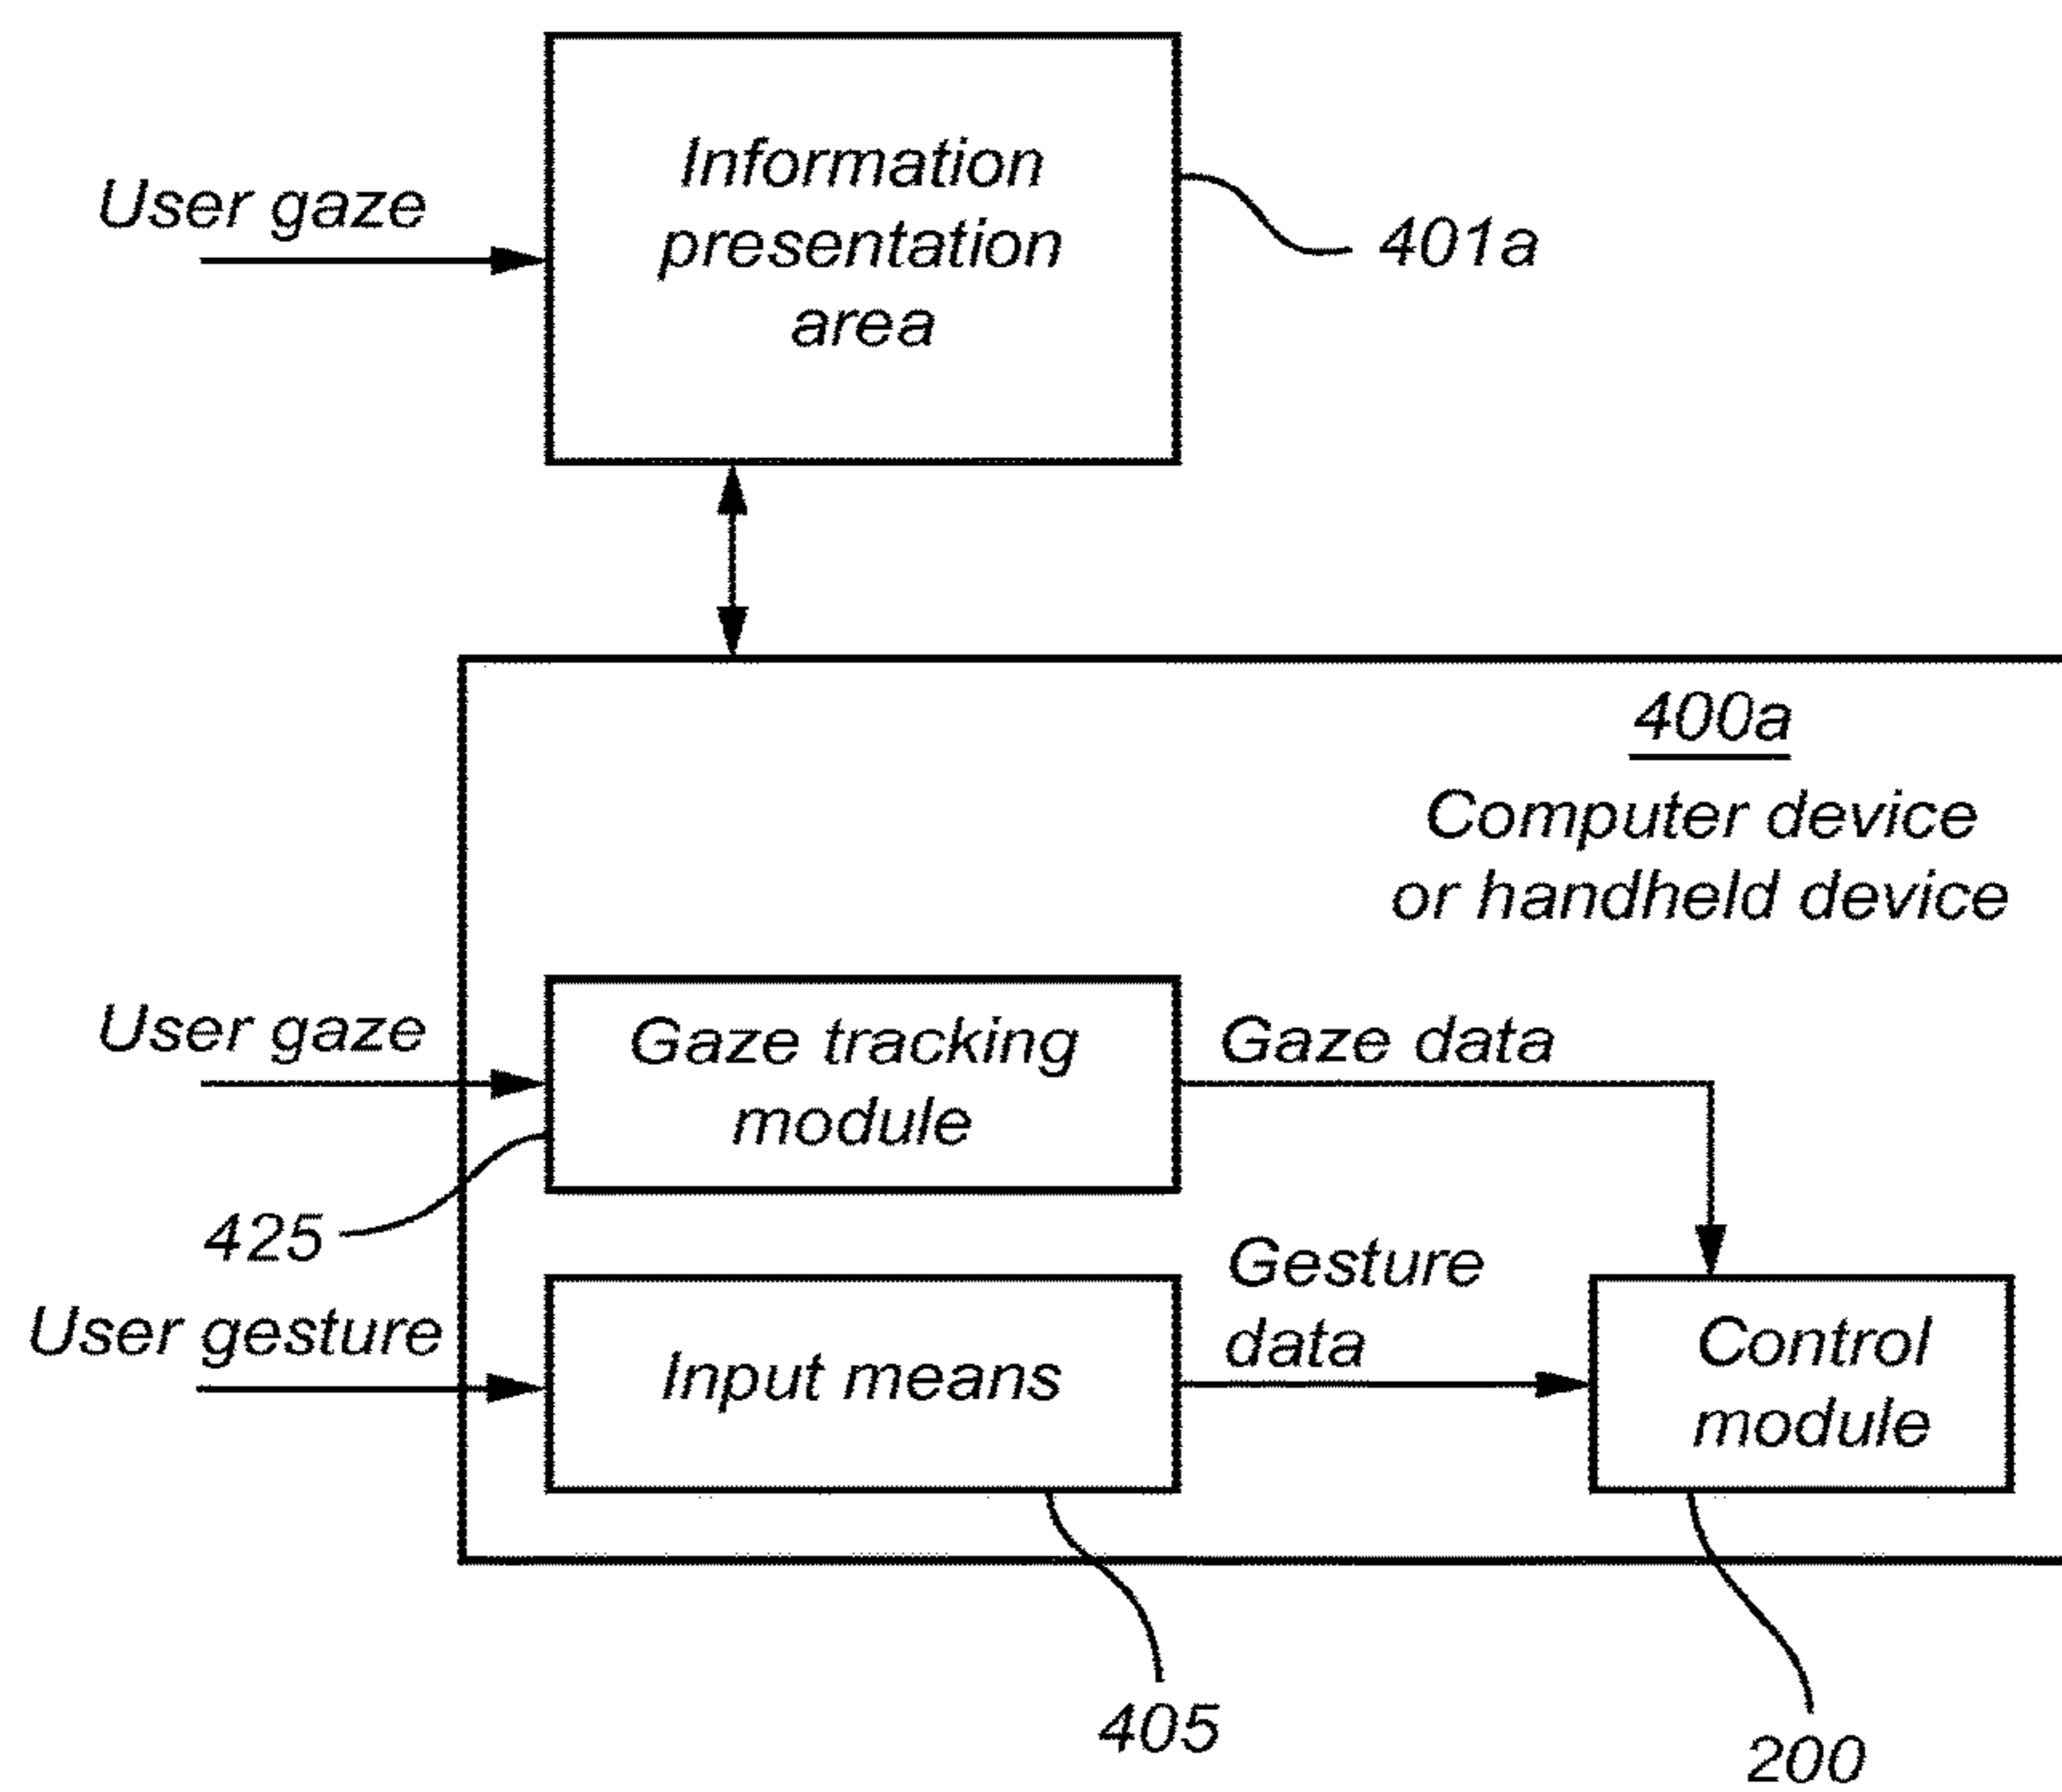 User gaze
Information
presentation
area
401a
400a
Computer device
or handheld device
User gaze
Gaze tracking
module
Gaze data
425
User gesture
Input means
Gesture
data
Control
module
405
200